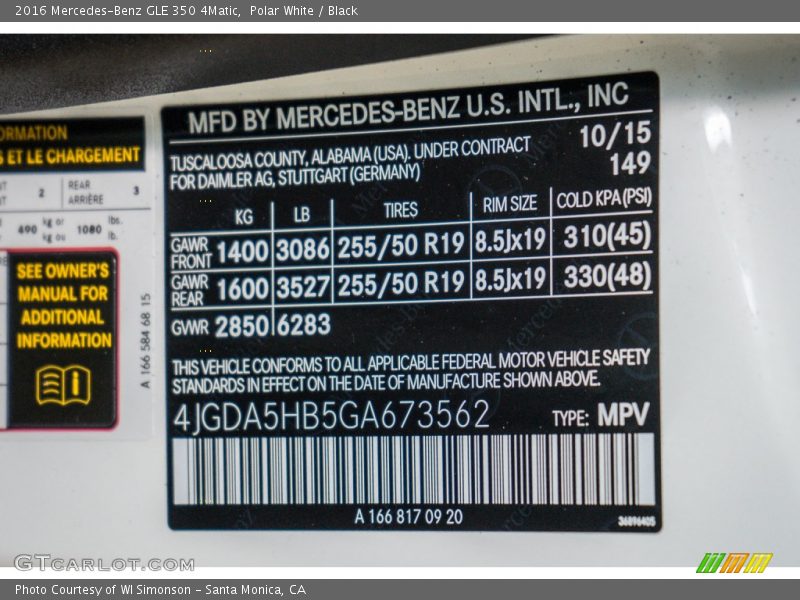 2016 Mercedes-Benz GLE 350 4Matic, Polar White / Black
ORMATION
S ET LE CHARGEMENT
2 REAR ARRIÈRE 3
490 kg or kg ou 1080 lbs. lb.
SEE OWNER'S
MANUAL FOR
ADDITIONAL
INFORMATION
A 166 584 68 15
MFD BY MERCEDES-BENZ U.S. INTL., INC
TUSCALOOSA COUNTY, ALABAMA (USA). UNDER CONTRACT 10/15
FOR DAIMLER AG, STUTTGART (GERMANY) 149
KG LB TIRES RIM SIZE COLD KPA (PSI)
GAWR FRONT 1400 3086 255/50 R19 8.5Jx19 310(45)
GAWR REAR 1600 3527 255/50 R19 8.5Jx19 330(48)
GVWR 2850 6283
THIS VEHICLE CONFORMS TO ALL APPLICABLE FEDERAL MOTOR VEHICLE SAFETY
STANDARDS IN EFFECT ON THE DATE OF MANUFACTURE SHOWN ABOVE.
4JGDA5HB5GA673562 TYPE: MPV
A 166 817 09 20
GTCARLOT.COM
Photo Courtesy of WI Simonson - Santa Monica, CA